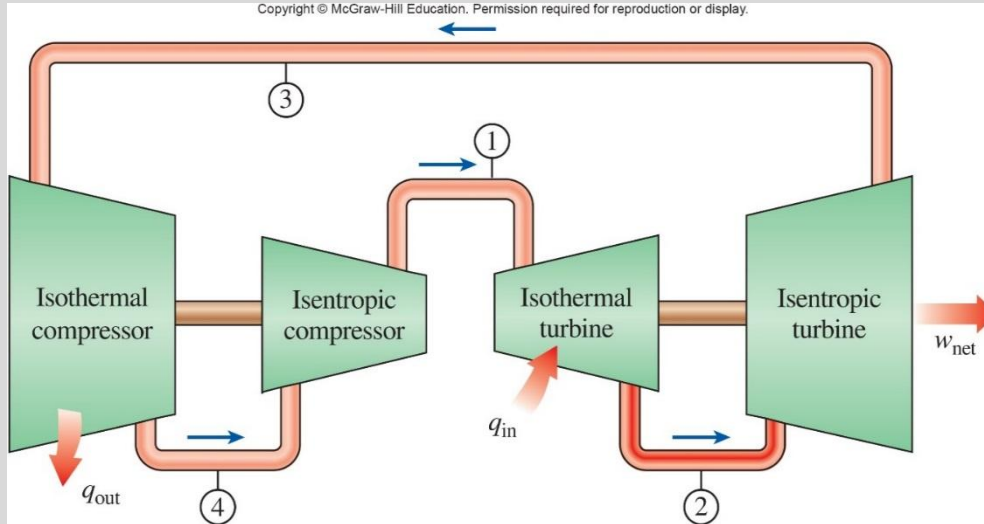 Copyright © McGraw-Hill Education. Permission required for reproduction or display.
3
1
Isothermal
compressor
Isentropic
compressor
Isothermal
turbine
Isentropic
turbine
w_net
q_in
q_out
4
2